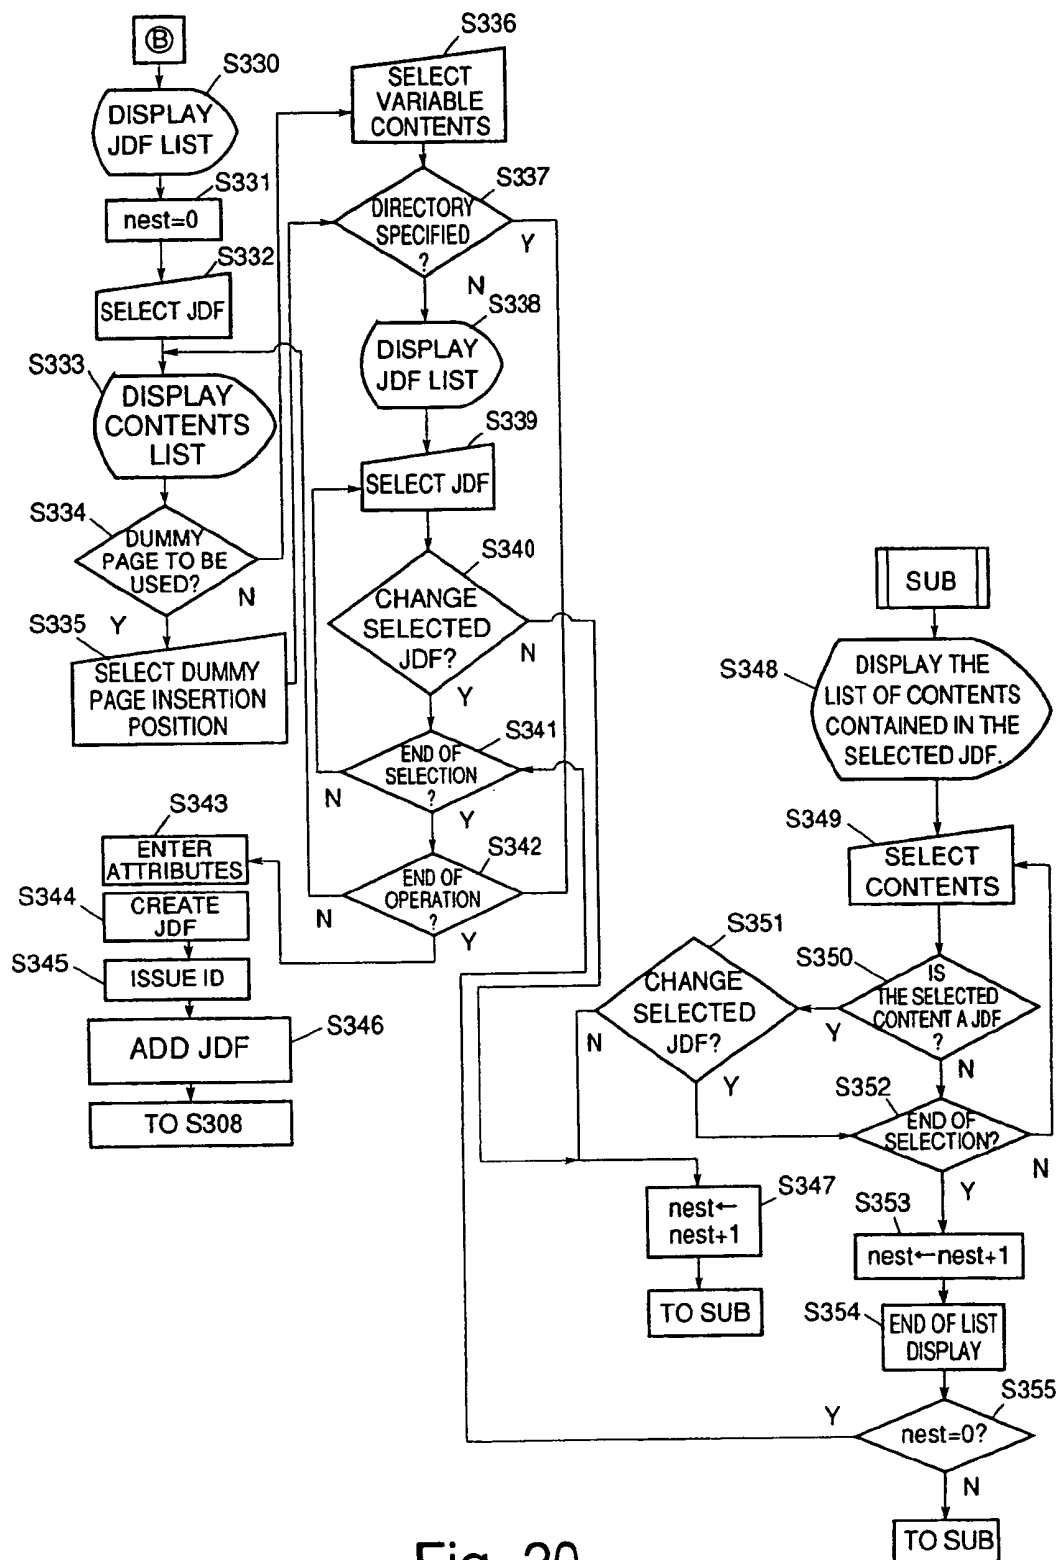 B
S330
DISPLAY
JDF LIST
S331
nest=0
S332
SELECT JDF
S333
DISPLAY
CONTENTS
LIST
S334
DUMMY
PAGE TO BE
USED?
N
Y
S335
SELECT DUMMY
PAGE INSERTION
POSITION
S336
SELECT
VARIABLE
CONTENTS
S337
DIRECTORY
SPECIFIED
?
Y
N
S338
DISPLAY
JDF LIST
S339
SELECT JDF
S340
CHANGE
SELECTED
JDF?
N
Y
S341
END OF
SELECTION
?
N
Y
S342
END OF
OPERATION
?
N
Y
S343
ENTER
ATTRIBUTES
S344
CREATE
JDF
S345
ISSUE ID
S346
ADD JDF
TO S308
SUB
S348
DISPLAY THE
LIST OF CONTENTS
CONTAINED IN THE
SELECTED JDF.
S349
SELECT
CONTENTS
S350
IS
THE SELECTED
CONTENT A JDF
?
Y
N
S351
CHANGE
SELECTED
JDF?
N
Y
S352
END OF
SELECTION?
N
Y
S347
nest←
nest+1
TO SUB
S353
nest←nest+1
S354
END OF LIST
DISPLAY
S355
nest=0?
Y
N
TO SUB
Fig. 20